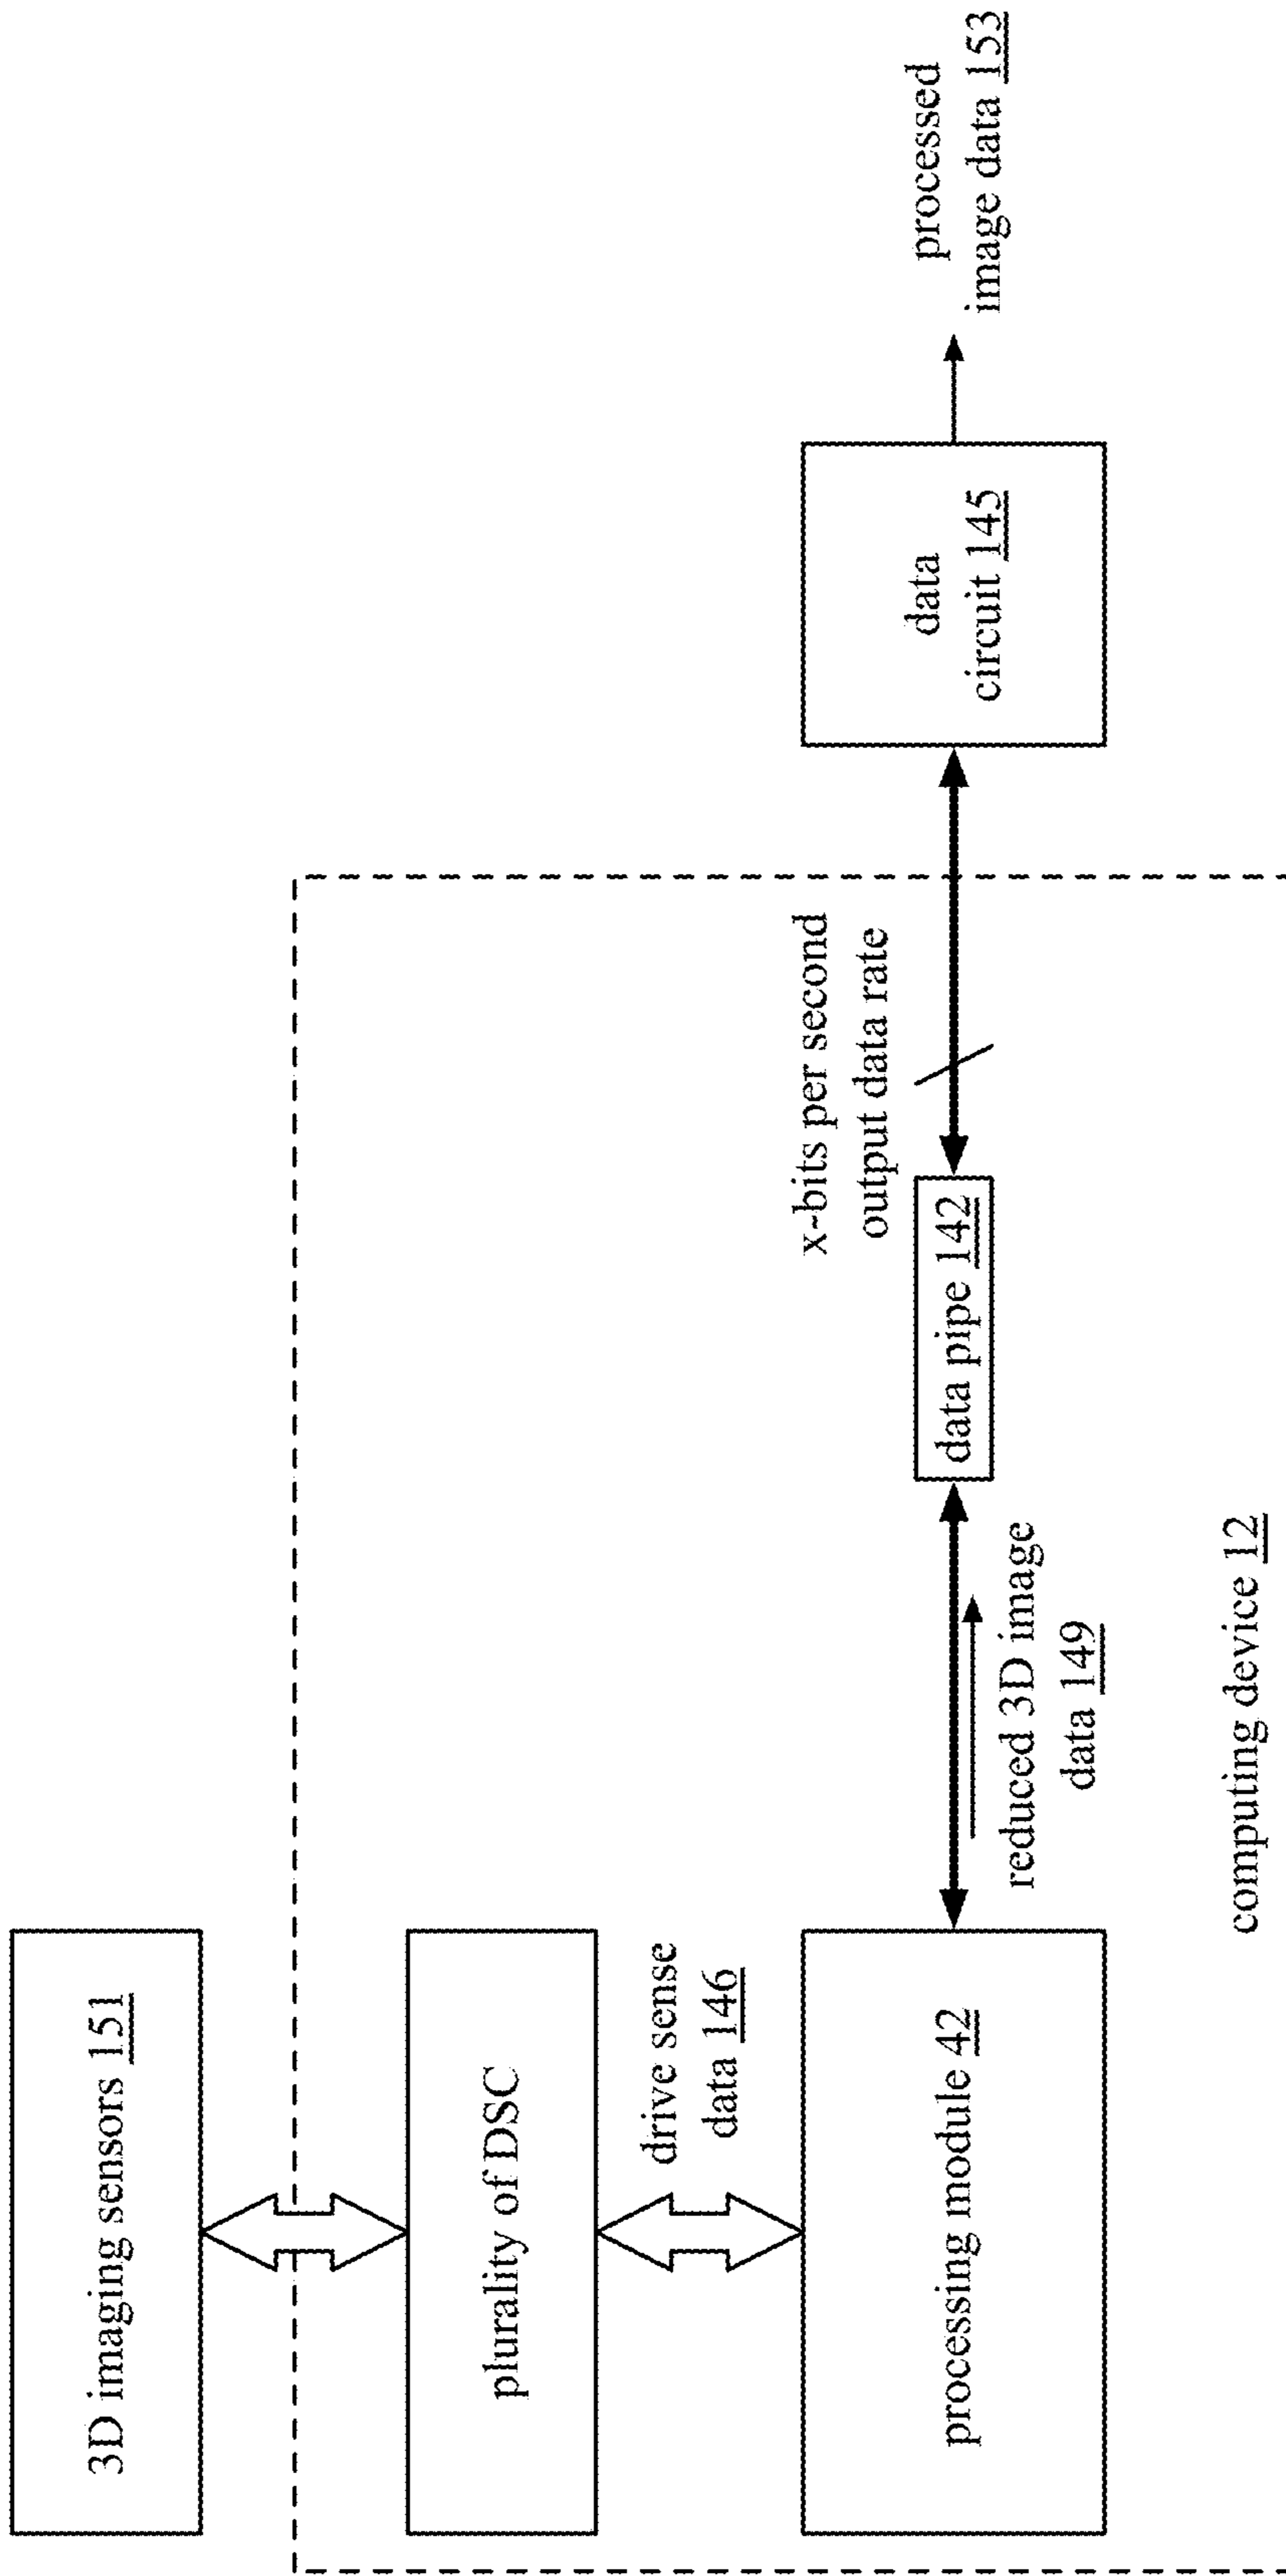 3D imaging sensors 151
plurality of DSC
drive sense
data 146
processing module 42
reduced 3D image
data 149
data pipe 142
x-bits per second
output data rate
data
circuit 145
processed
image data 153
computing device 12